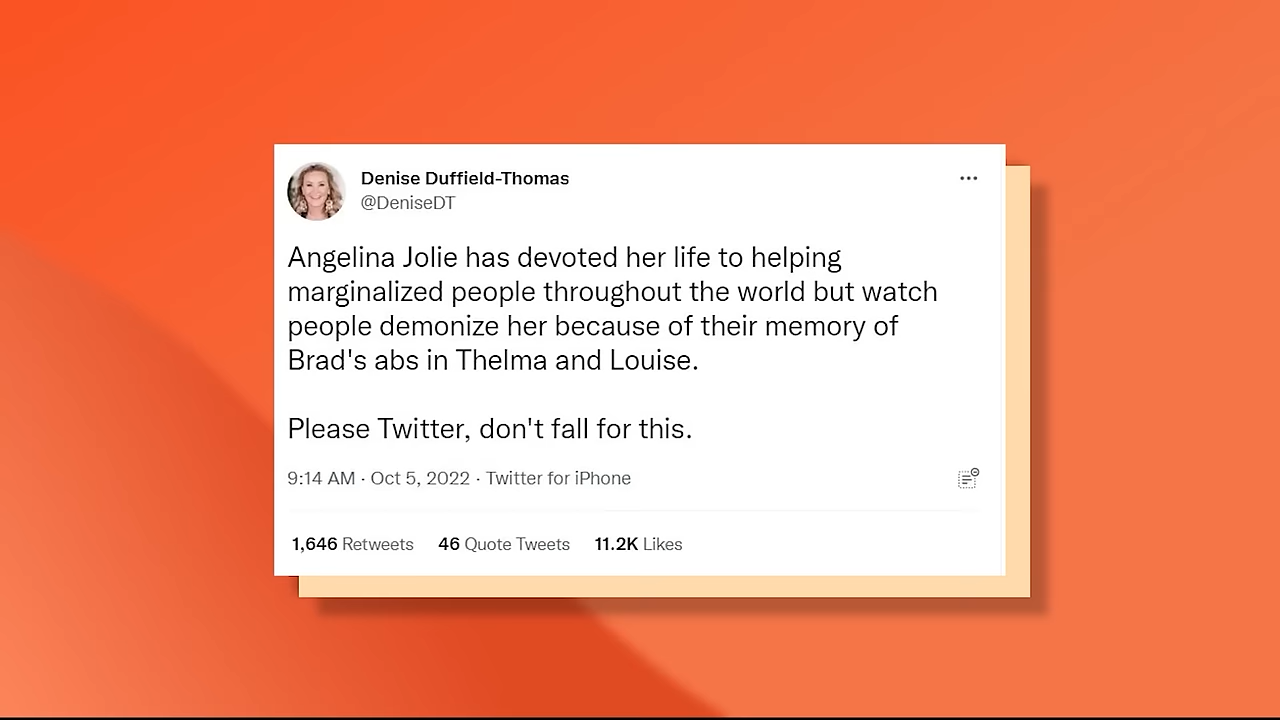 Denise Duffield-Thomas
@DeniseDT
Angelina Jolie has devoted her life to helping
marginalized people throughout the world but watch
people demonize her because of their memory of
Brad's abs in Thelma and Louise.
Please Twitter, don't fall for this.
9:14 AM · Oct 5, 2022 · Twitter for iPhone
1,646 Retweets 46 Quote Tweets 11.2K Likes